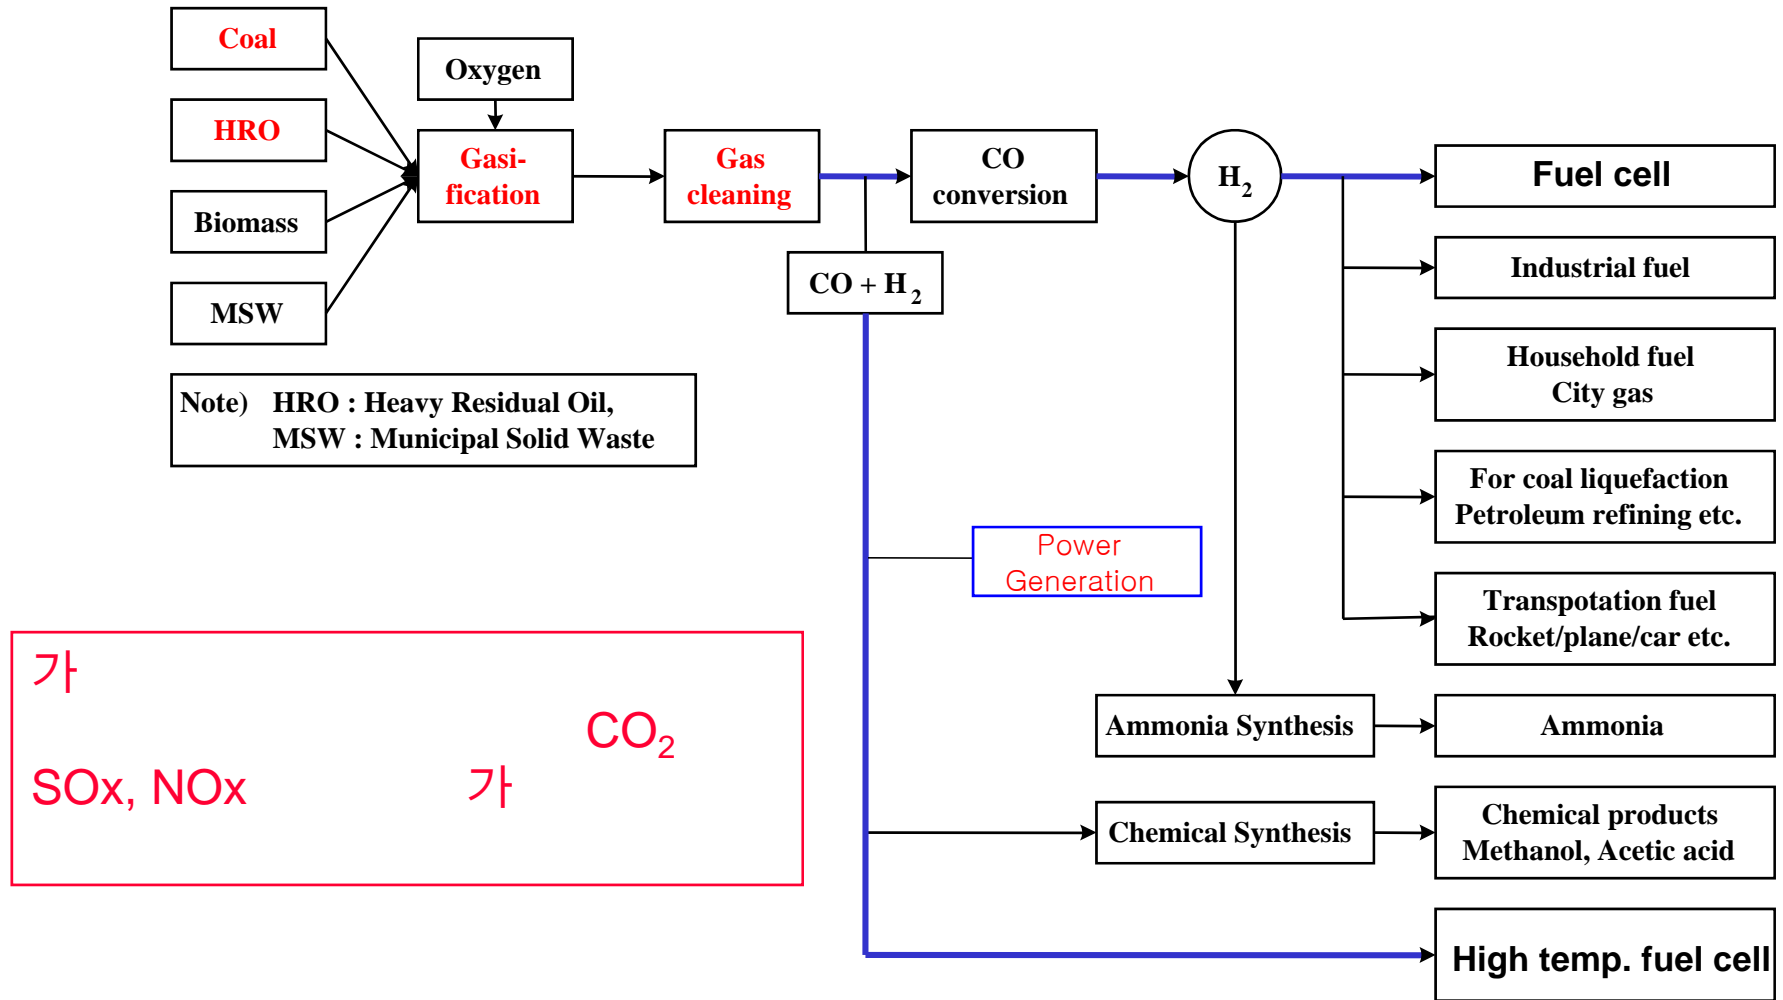 Coal
HRO
Biomass
MSW
Oxygen
Gasi-
fication
Gas
cleaning
CO
conversion
H2
CO + H2
Fuel cell
Industrial fuel
Household fuel
City gas
For coal liquefaction
Petroleum refining etc.
Transpotation fuel
Rocket/plane/car etc.
Note) HRO : Heavy Residual Oil,
MSW : Municipal Solid Waste
Power
Generation
Ammonia Synthesis
Ammonia
Chemical Synthesis
Chemical products
Methanol, Acetic acid
High temp. fuel cell
가
CO2
SOx, NOx 가